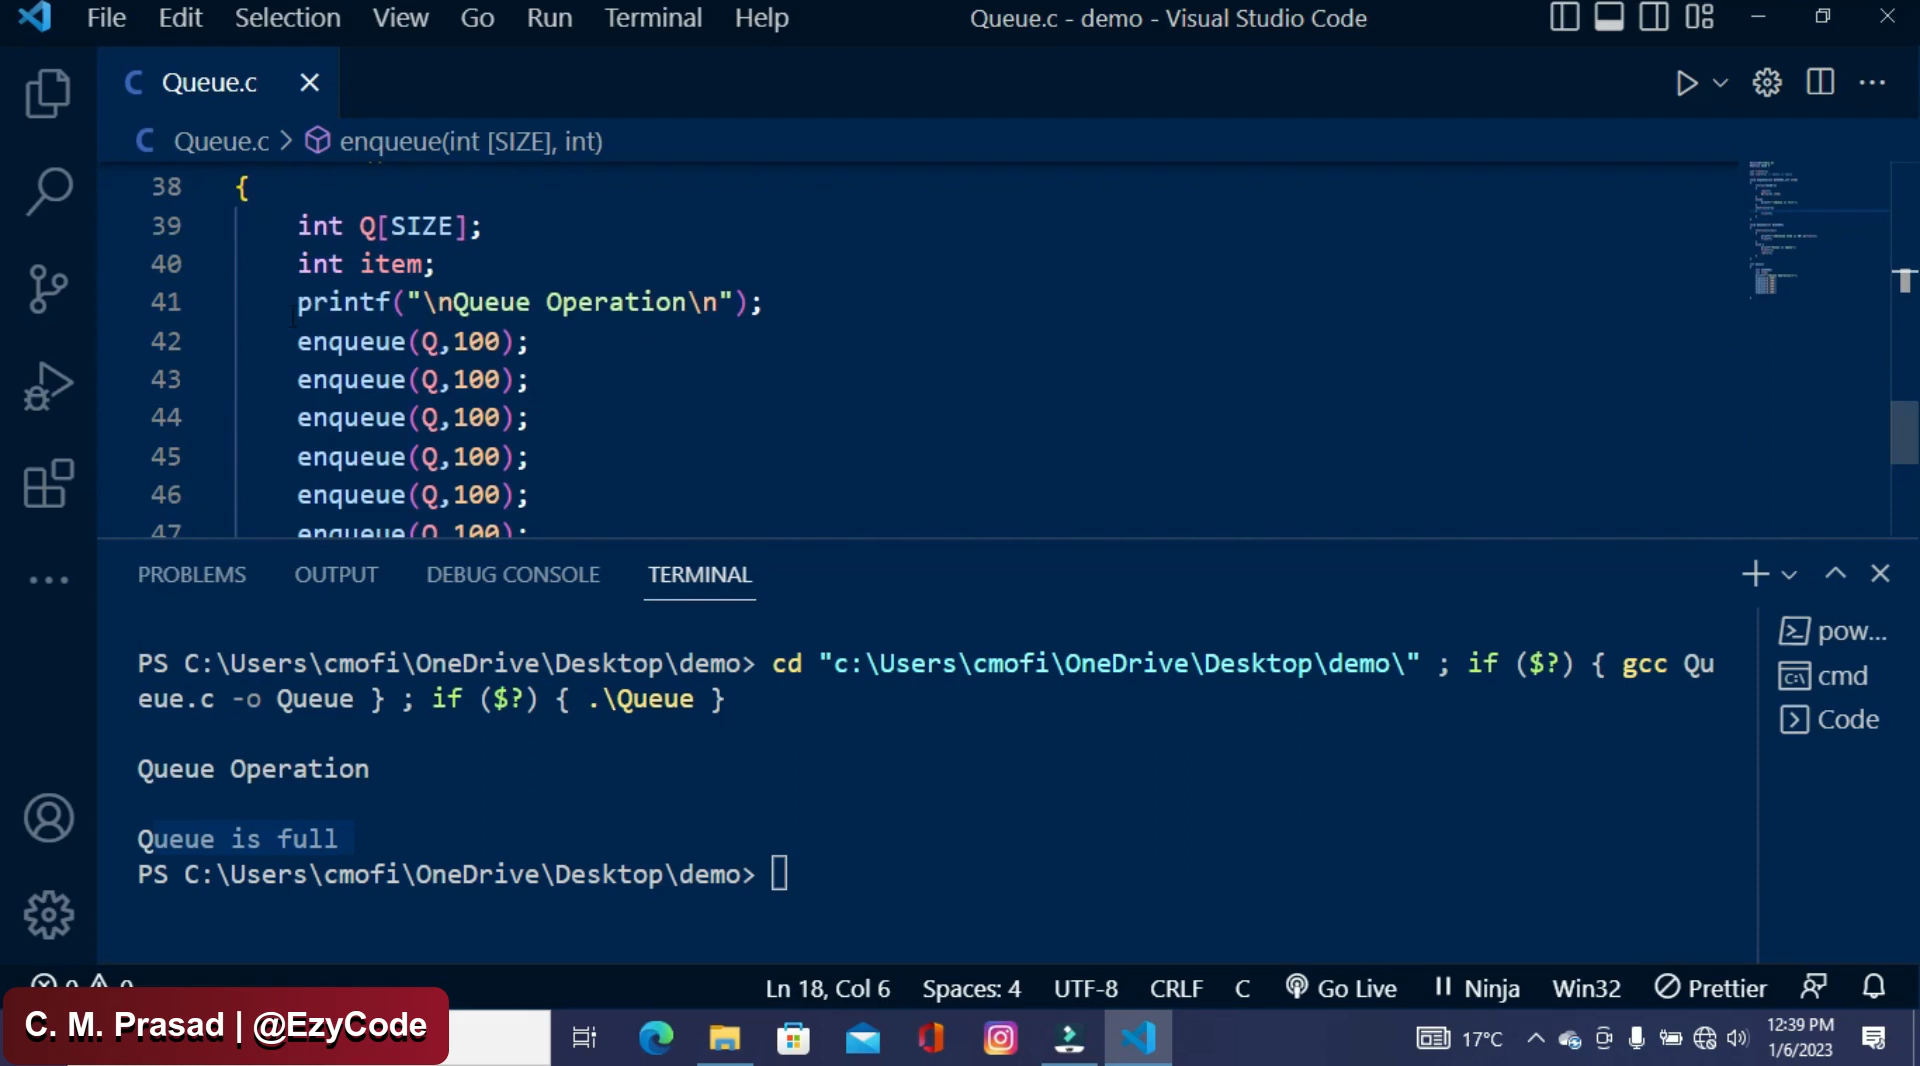 File Edit Selection View Go Run Terminal Help Queue.c - demo - Visual Studio Code
C Queue.c
C Queue.c > enqueue(int [SIZE], int)
38 {
39 int Q[SIZE];
40 int item;
41 printf("\nQueue Operation\n");
42 enqueue(Q,100);
43 enqueue(Q,100);
44 enqueue(Q,100);
45 enqueue(Q,100);
46 enqueue(Q,100);
47 enqueue(Q,100);
PROBLEMS OUTPUT DEBUG CONSOLE TERMINAL
PS C:\Users\cmofi\OneDrive\Desktop\demo> cd "c:\Users\cmofi\OneDrive\Desktop\demo\" ; if ($?) { gcc Qu
eue.c -o Queue } ; if ($?) { .\Queue }
Queue Operation
Queue is full
PS C:\Users\cmofi\OneDrive\Desktop\demo>
pow...
cmd
Code
0 0 Ln 18, Col 6 Spaces: 4 UTF-8 CRLF C Go Live Ninja Win32 Prettier
C. M. Prasad | @EzyCode
17°C
12:39 PM
1/6/2023